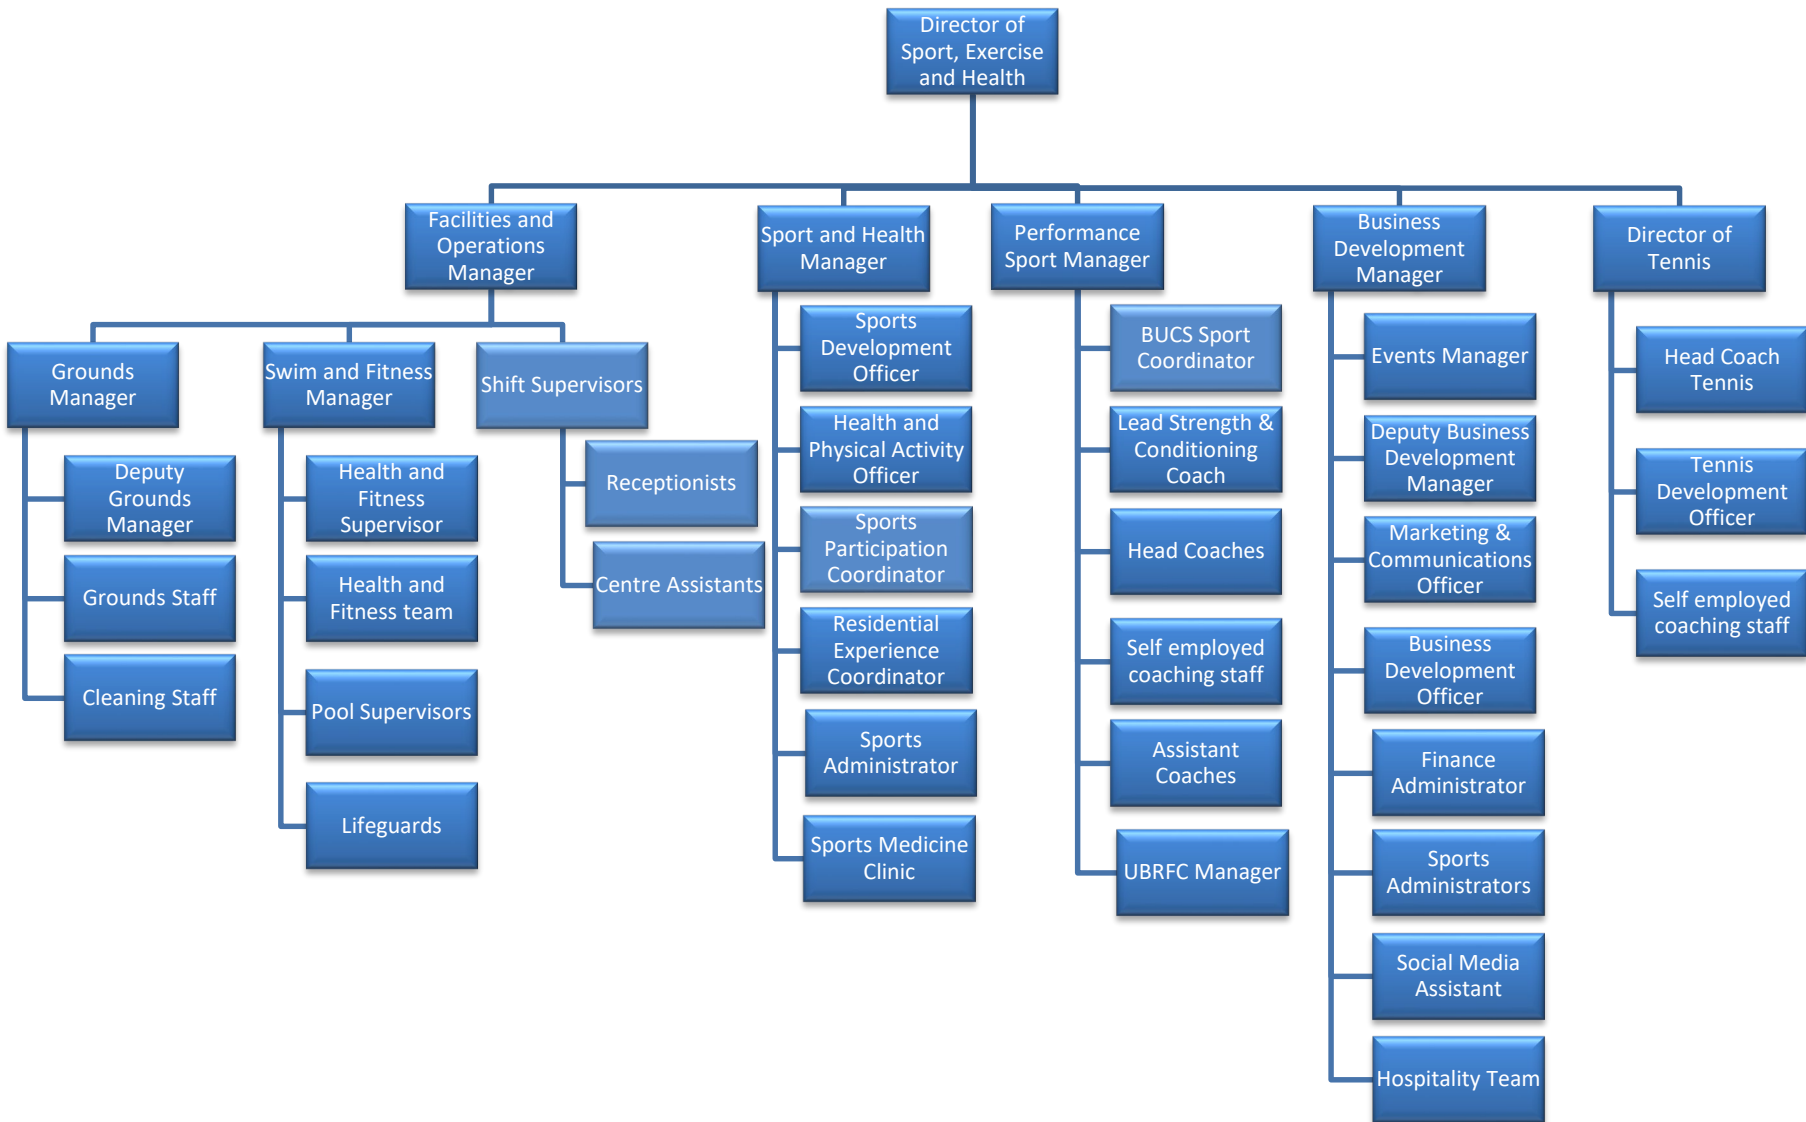 Director of
Sport, Exercise
and Health
Facilities and
Operations
Manager
Sport and Health
Manager
Performance
Sport Manager
Business
Development
Manager
Director of
Tennis
Grounds
Manager
Deputy
Grounds
Manager
Grounds Staff
Cleaning Staff
Swim and Fitness
Manager
Health and
Fitness
Supervisor
Health and
Fitness team
Pool Supervisors
Lifeguards
Shift Supervisors
Receptionists
Centre Assistants
Sports
Development
Officer
Health and
Physical Activity
Officer
Sports
Participation
Coordinator
Residential
Experience
Coordinator
Sports
Administrator
Sports Medicine
Clinic
BUCS Sport
Coordinator
Lead Strength &
Conditioning
Coach
Head Coaches
Self employed
coaching staff
Assistant
Coaches
UBRFC Manager
Events Manager
Deputy Business
Development
Manager
Marketing &
Communications
Officer
Business
Development
Officer
Finance
Administrator
Sports
Administrators
Social Media
Assistant
Hospitality Team
Head Coach
Tennis
Tennis
Development
Officer
Self employed
coaching staff